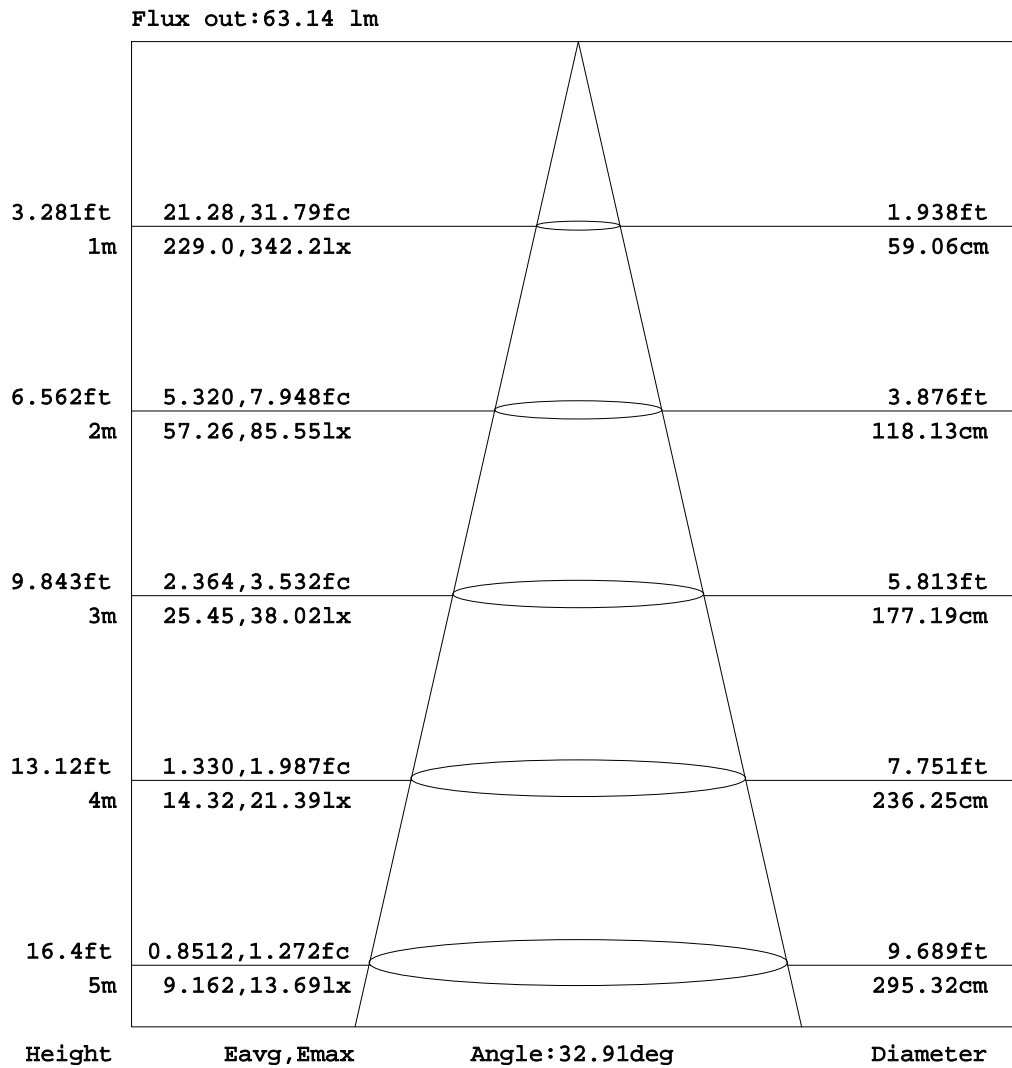 Flux out:63.14 lm
3.281ft 21.28,31.79fc 1.938ft
1m 229.0,342.2lx 59.06cm
6.562ft 5.320,7.948fc 3.876ft
2m 57.26,85.55lx 118.13cm
9.843ft 2.364,3.532fc 5.813ft
3m 25.45,38.02lx 177.19cm
13.12ft 1.330,1.987fc 7.751ft
4m 14.32,21.39lx 236.25cm
16.4ft 0.8512,1.272fc 9.689ft
5m 9.162,13.69lx 295.32cm
Height Eavg,Emax Angle:32.91deg Diameter